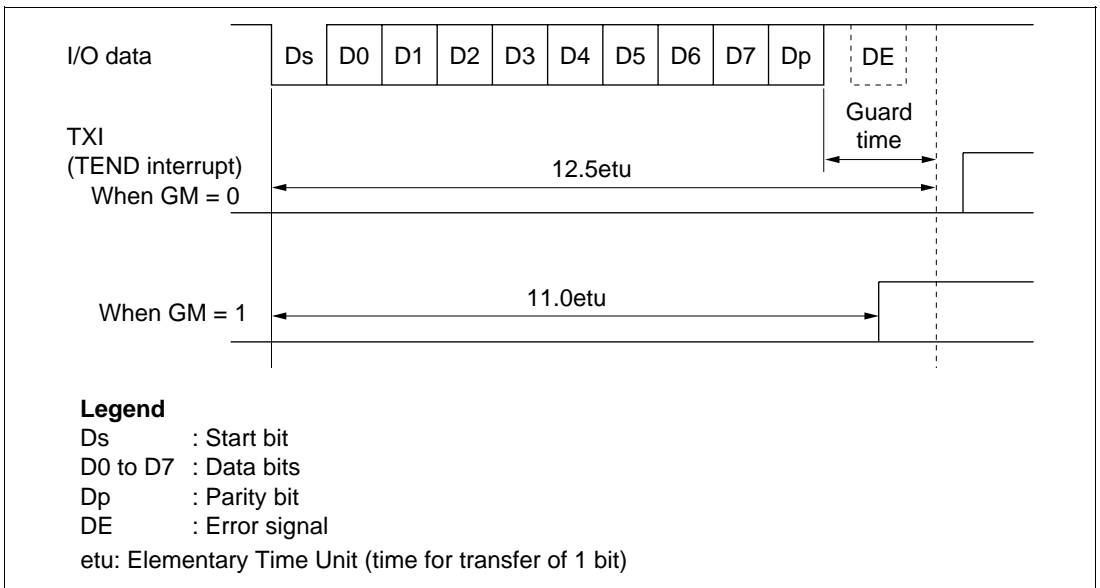 I/O data Ds D0 D1 D2 D3 D4 D5 D6 D7 Dp DE
Guard
time
TXI
(TEND interrupt)
12.5etu
When GM = 0
11.0etu
When GM = 1
Legend
Ds : Start bit
D0 to D7 : Data bits
Dp : Parity bit
DE : Error signal
etu: Elementary Time Unit (time for transfer of 1 bit)